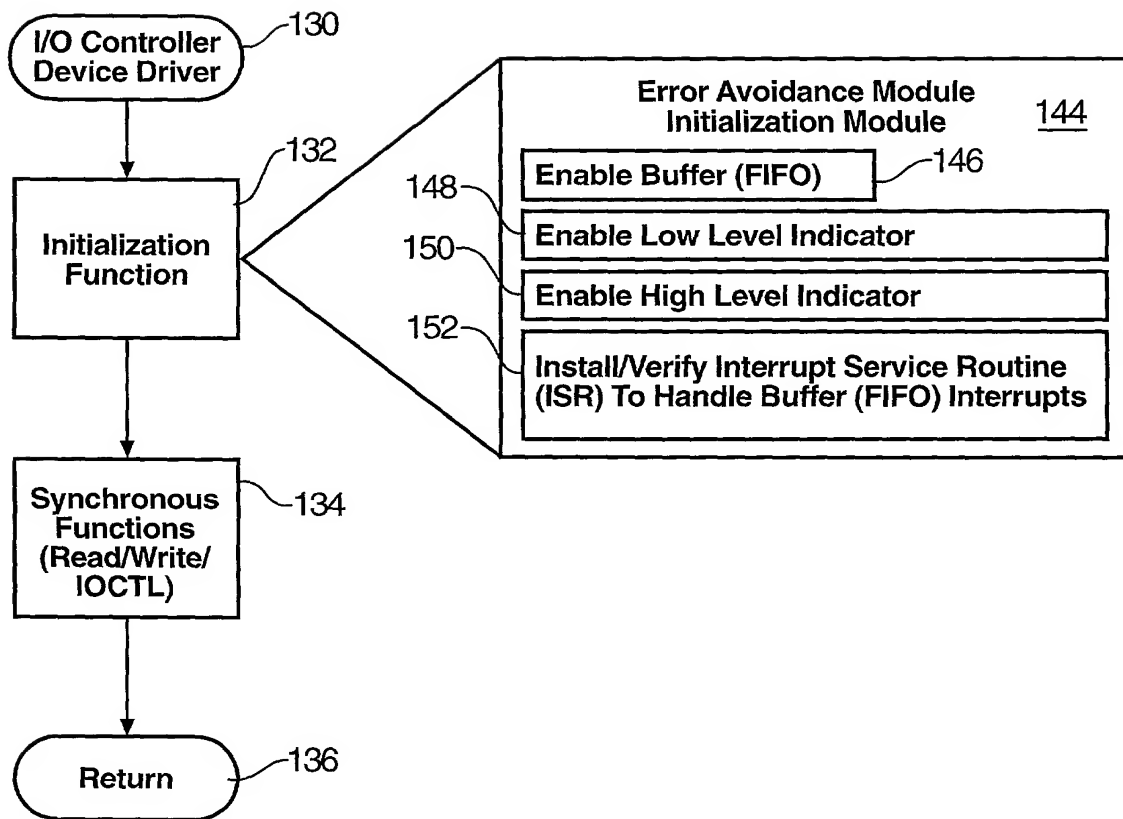 I/O Controller
Device Driver
130
Initialization
Function
132
Synchronous
Functions
(Read/Write/
IOCTL)
134
Return
136
Error Avoidance Module
Initialization Module
144
Enable Buffer (FIFO)
146
148
Enable Low Level Indicator
150
Enable High Level Indicator
152
Install/Verify Interrupt Service Routine
(ISR) To Handle Buffer (FIFO) Interrupts